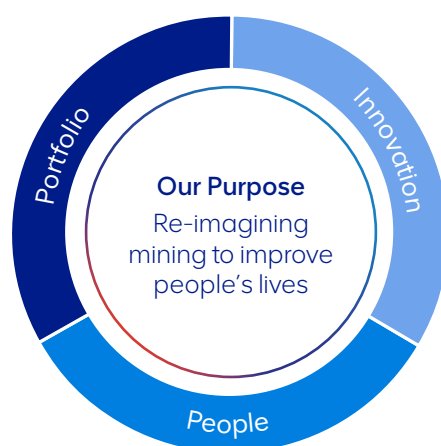 Portfolio
Innovation
Our Purpose
Re-imagining
mining to improve
people’s lives
People